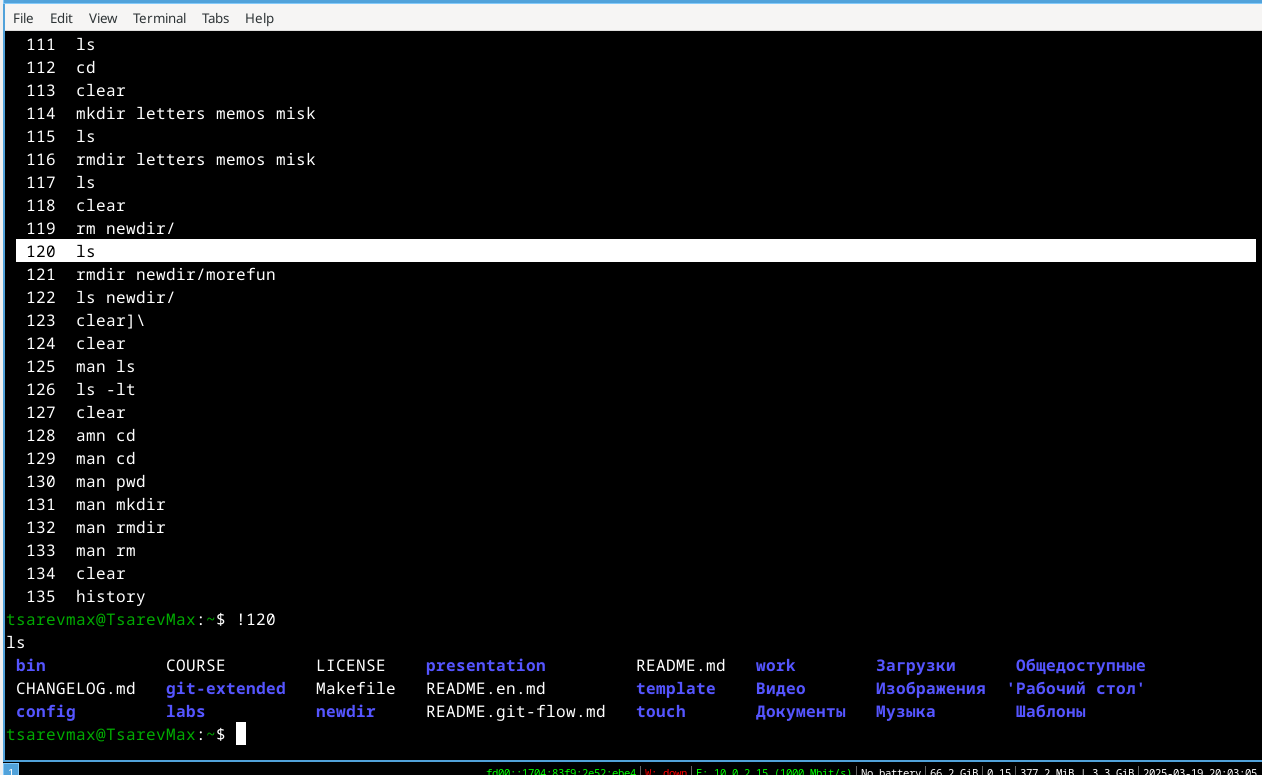 File Edit View Terminal Tabs Help
111 ls
112 cd
113 clear
114 mkdir letters memos misk
115 ls
116 rmdir letters memos misk
117 ls
118 clear
119 rm newdir/
120 ls
121 rmdir newdir/morefun
122 ls newdir/
123 clear]\
124 clear
125 man ls
126 ls -lt
127 clear
128 amn cd
129 man cd
130 man pwd
131 man mkdir
132 man rmdir
133 man rm
134 clear
135 history
tsarevmax@TsarevMax:~$ !120
ls
bin COURSE LICENSE presentation README.md work Загрузки Общедоступные
CHANGELOG.md git-extended Makefile README.en.md template Видео Изображения 'Рабочий стол'
config labs newdir README.git-flow.md touch Документы Музыка Шаблоны
tsarevmax@TsarevMax:~$
1 fd00::1704:83f9:2e52:ebe4 | W: down | E: 10.0.2.15 (1000 Mbit/s) | No battery | 66.2 GiB | 0.15 | 377.2 MiB | 3.3 GiB | 2025-03-19 20:03:05